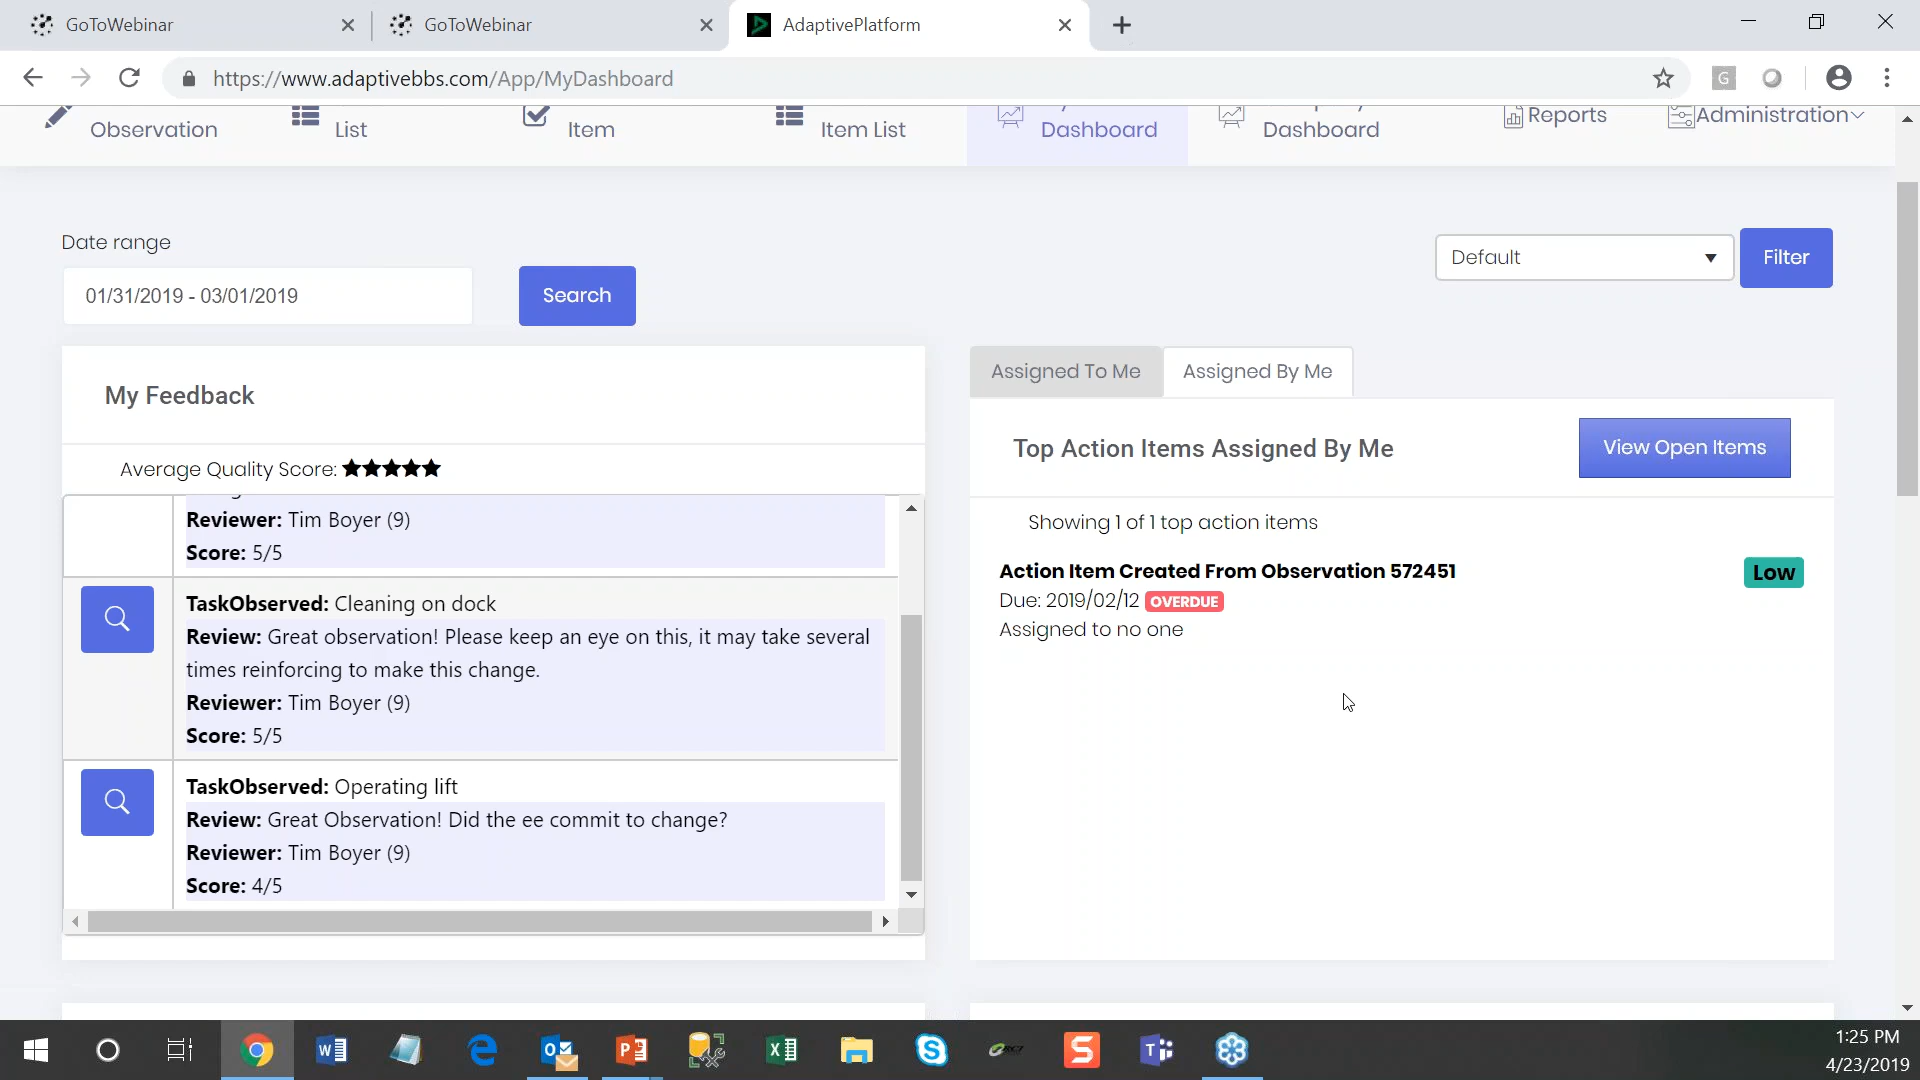 GoToWebinar
GoToWebinar
AdaptivePlatform
https://www.adaptivebbs.com/App/MyDashboard
Observation
List
Item
Item List
Dashboard
Dashboard
Reports
Administration
Date range
01/31/2019 - 03/01/2019
Search
Default
Filter
My Feedback
Average Quality Score:
Reviewer: Tim Boyer (9)
Score: 5/5
TaskObserved: Cleaning on dock
Review: Great observation! Please keep an eye on this, it may take several
times reinforcing to make this change.
Reviewer: Tim Boyer (9)
Score: 5/5
TaskObserved: Operating lift
Review: Great Observation! Did the ee commit to change?
Reviewer: Tim Boyer (9)
Score: 4/5
Assigned To Me
Assigned By Me
Top Action Items Assigned By Me
View Open Items
Showing 1 of 1 top action items
Action Item Created From Observation 572451
Low
Due: 2019/02/12 OVERDUE
Assigned to no one
1:25 PM
4/23/2019